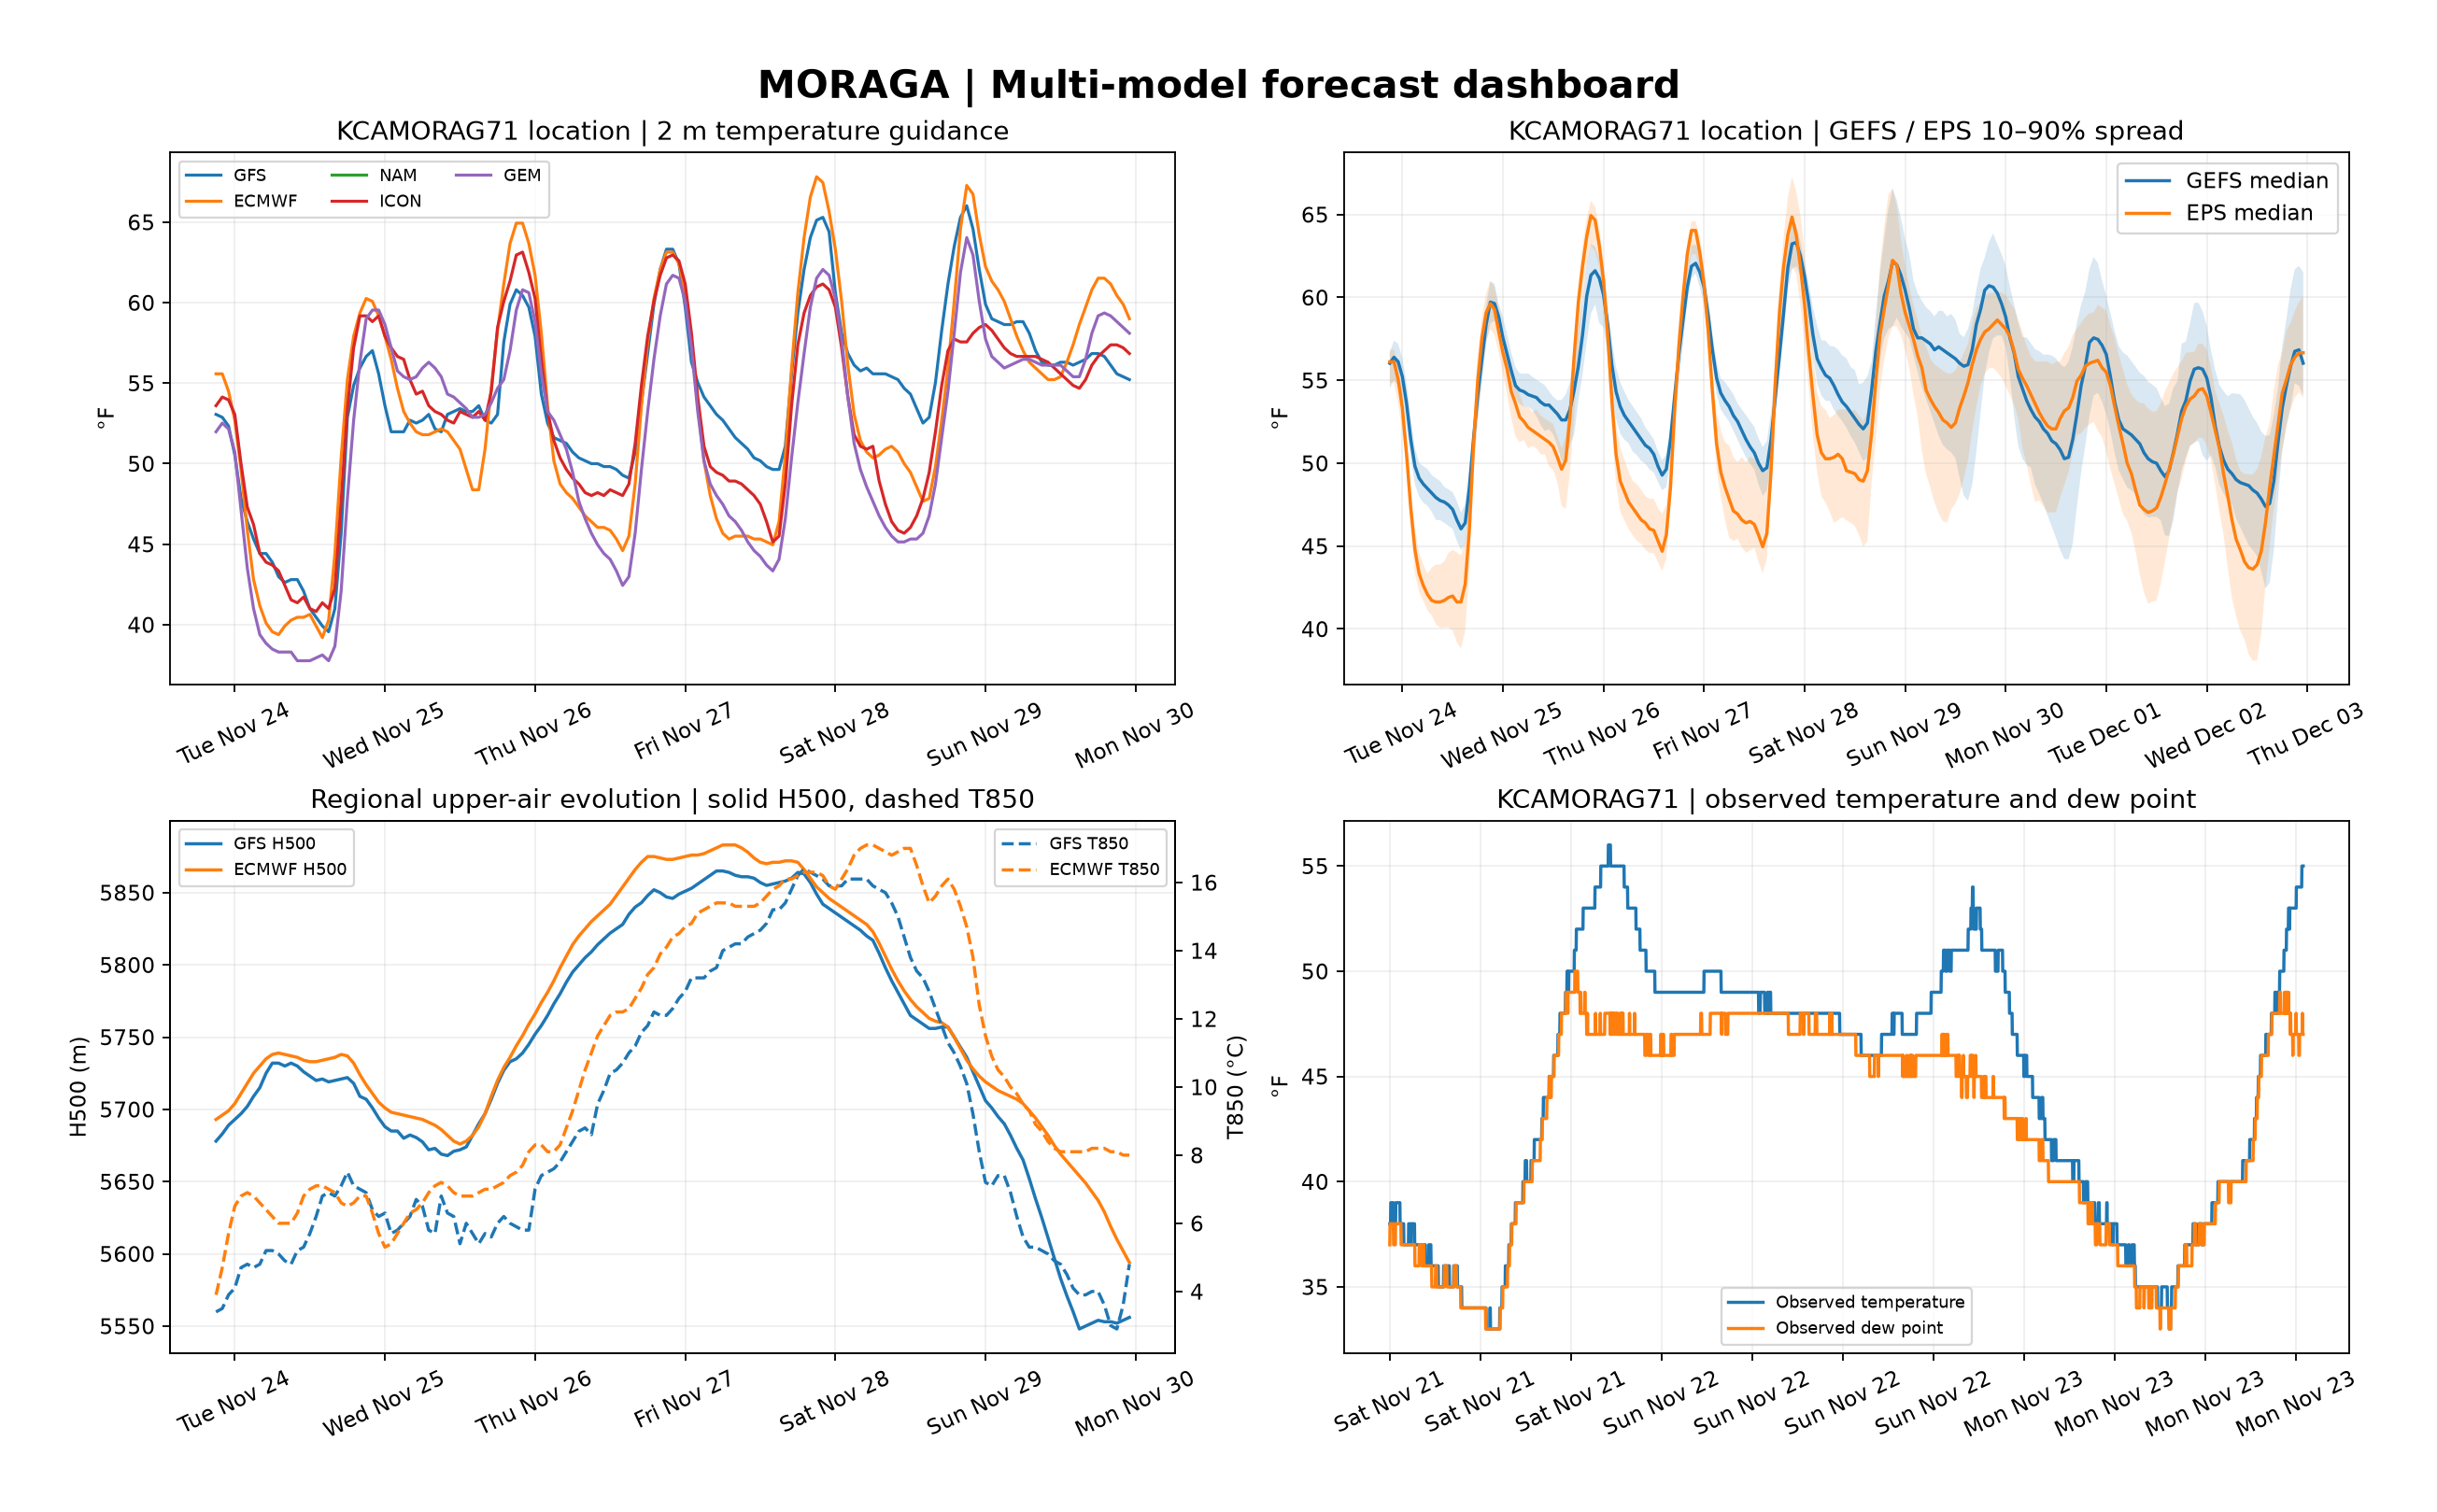 MORAGA | Multi-model forecast dashboard
KCAMORAG71 location | 2 m temperature guidance
GFS
ECMWF
NAM
ICON
GEM
°F
65
60
55
50
45
40
Tue Nov 24
Wed Nov 25
Thu Nov 26
Fri Nov 27
Sat Nov 28
Sun Nov 29
Mon Nov 30
KCAMORAG71 location | GEFS / EPS 10–90% spread
GEFS median
EPS median
°F
65
60
55
50
45
40
Tue Nov 24
Wed Nov 25
Thu Nov 26
Fri Nov 27
Sat Nov 28
Sun Nov 29
Mon Nov 30
Tue Dec 01
Wed Dec 02
Thu Dec 03
Regional upper-air evolution | solid H500, dashed T850
GFS H500
ECMWF H500
GFS T850
ECMWF T850
H500 (m)
5850
5800
5750
5700
5650
5600
5550
T850 (°C)
16
14
12
10
8
6
4
Tue Nov 24
Wed Nov 25
Thu Nov 26
Fri Nov 27
Sat Nov 28
Sun Nov 29
Mon Nov 30
KCAMORAG71 | observed temperature and dew point
°F
55
50
45
40
35
Observed temperature
Observed dew point
Sat Nov 21
Sat Nov 21
Sat Nov 21
Sun Nov 22
Sun Nov 22
Sun Nov 22
Sun Nov 22
Mon Nov 23
Mon Nov 23
Mon Nov 23
Mon Nov 23